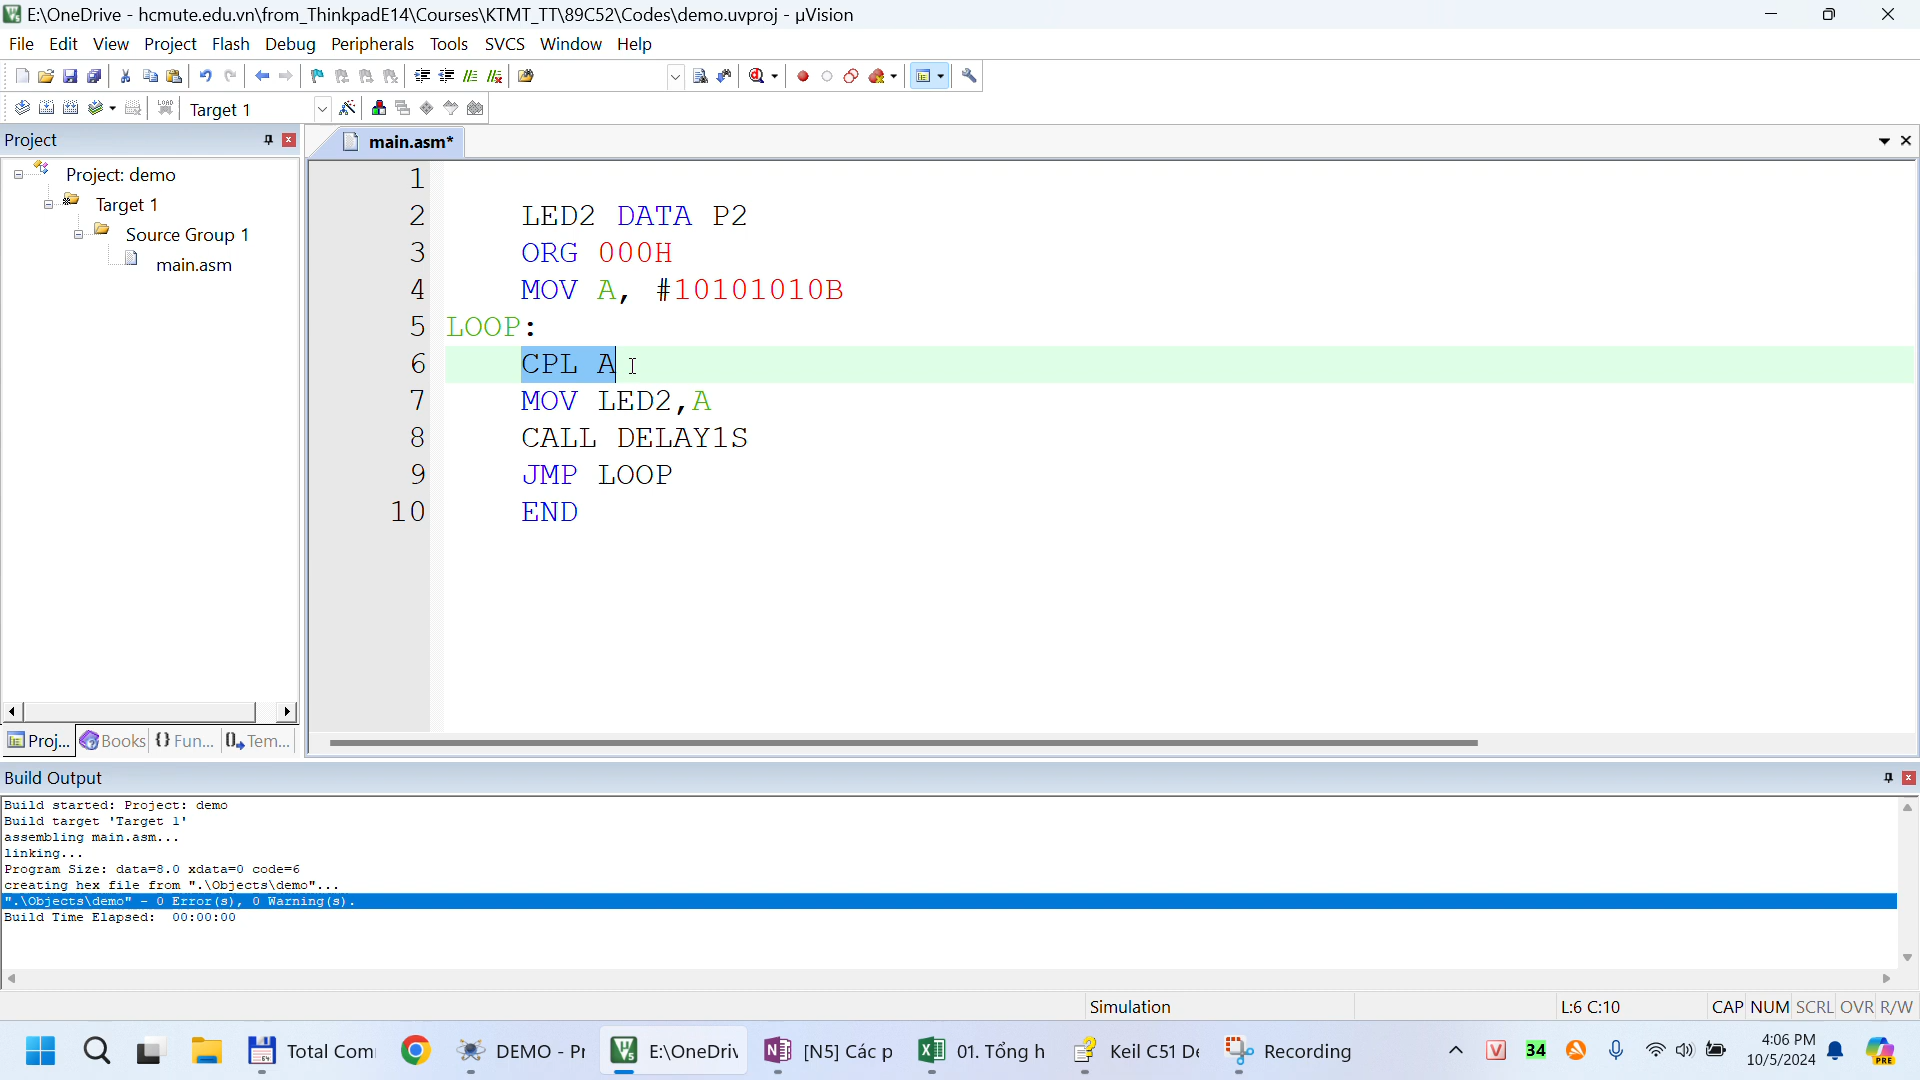 E:\OneDrive - hcmute.edu.vn\from_ThinkpadE14\Courses\KTMT_TT\89C52\Codes\demo.uvproj - µVision
File Edit View Project Flash Debug Peripherals Tools SVCS Window Help
LOAD Target 1
Project
main.asm*
Project: demo
Target 1
Source Group 1
main.asm
1
2 LED2 DATA P2
3 ORG 000H
4 MOV A, #10101010B
5 LOOP:
6 CPL A
7 MOV LED2,A
8 CALL DELAY1S
9 JMP LOOP
10 END
Proj... Books {} Fun... Tem...
Build Output
Build started: Project: demo
Build target 'Target 1'
assembling main.asm...
linking...
Program Size: data=8.0 xdata=0 code=6
creating hex file from ".\Objects\demo"...
".\Objects\demo" - 0 Error(s), 0 Warning(s).
Build Time Elapsed: 00:00:00
Simulation L:6 C:10 CAP NUM SCRL OVR R/W
Total Com DEMO - Pr E:\OneDriv [N5] Các p 01. Tổng h Keil C51 De Recording V 34 4:06 PM PRE
10/5/2024